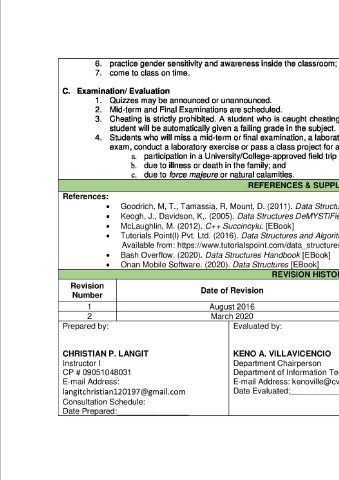 6. practice gender sensitivity and awareness inside the classroom;
7. come to class on time.
C. Examination/ Evaluation
1. Quizzes may be announced or unannounced.
2. Mid-term and Final Examinations are scheduled.
3. Cheating is strictly prohibited. A student who is caught cheating
student will be automatically given a failing grade in the subject.
4. Students who will miss a mid-term or final examination, a laborat
exam, conduct a laboratory exercise or pass a class project for a
a. participation in a University/College-approved field trip
b. due to illness or death in the family; and
c. due to force majeure or natural calamities.
REFERENCES & SUPPL
References:
• Goodrich, M, T., Tamassia, R, Mount, D. (2011). Data Structu
• Keogh, J., Davidson, K,. (2005). Data Structures DeMYSTiFie
• McLaughlin, M. (2012). C++ Succinctly. [EBook]
• Tutorials Point(I) Pvt. Ltd. (2016). Data Structures and Algorith
Available from: https://www.tutorialspoint.com/data_structures
• Bash Overflow. (2020). Data Structures Handbook [EBook]
• Onan Mobile Software. (2020). Data Structures [EBook]
REVISION HISTO
Revision Number Date of Revision
1 August 2016
2 March 2020
Prepared by: Evaluated by:
CHRISTIAN P. LANGIT KENO A. VILLAVICENCIO
Instructor I Department Chairperson
CP # 09051048031 Department of Information Te
E-mail Address: E-mail Address: kenoville@cv
langitchristian120197@gmail.com Date Evaluated:
Consultation Schedule:
Date Prepared: